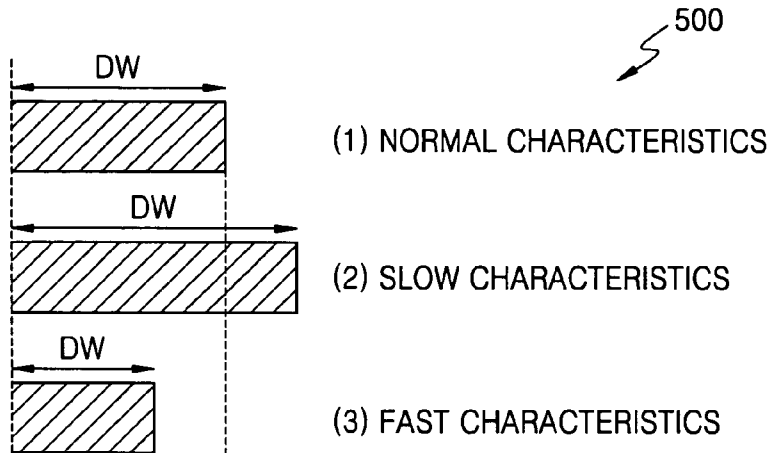 500
DW
(1) NORMAL CHARACTERISTICS
DW
(2) SLOW CHARACTERISTICS
DW
(3) FAST CHARACTERISTICS